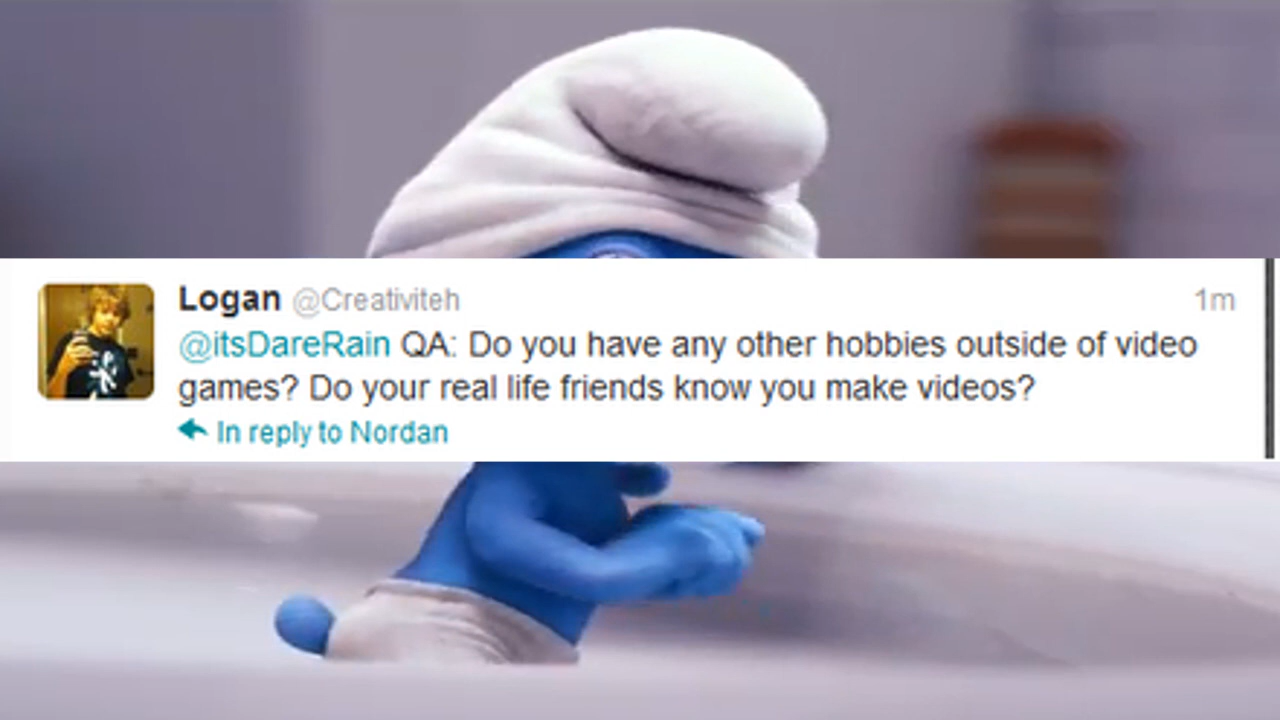 Logan @Creativiteh 1m
@itsDareRain QA: Do you have any other hobbies outside of video
games? Do your real life friends know you make videos?
In reply to Nordan